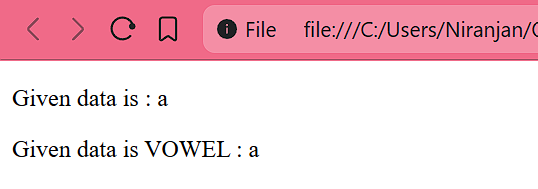 File file:///C:/Users/Niranjan/
Given data is : a
Given data is VOWEL : a